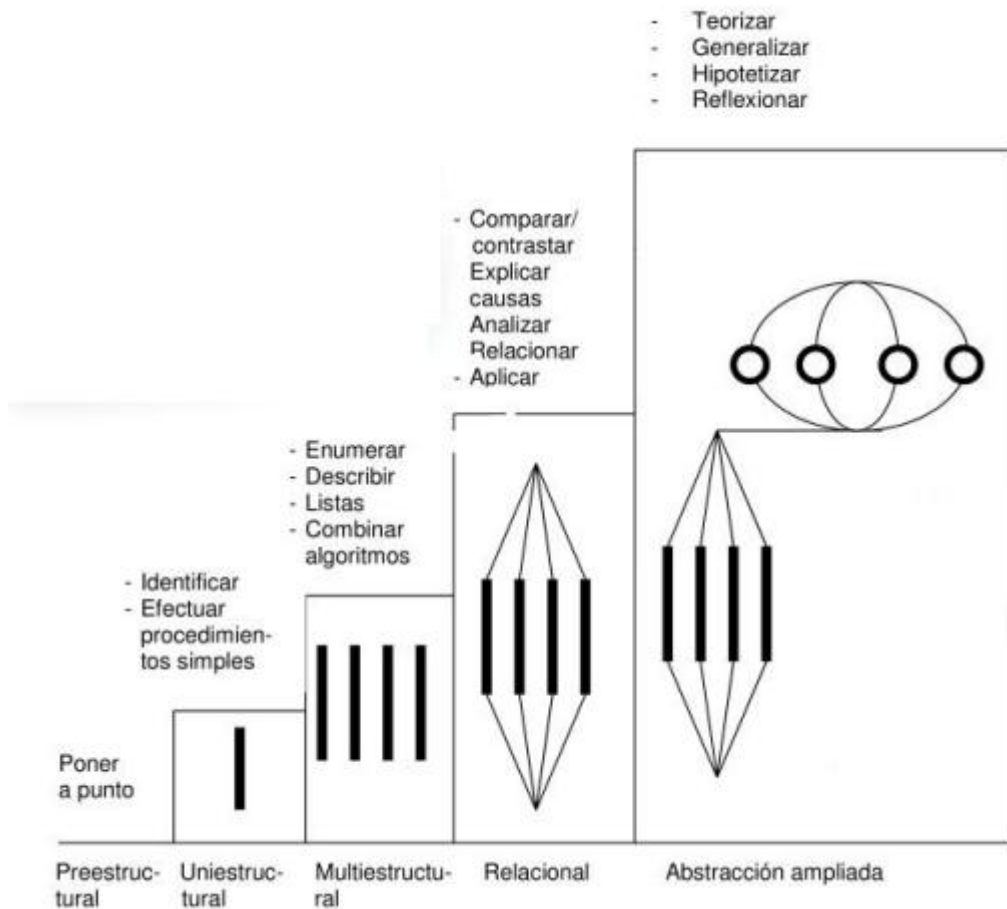 - Teorizar
- Generalizar
- Hipotetizar
- Reflexionar
- Comparar/
contrastar
Explicar
causas
Analizar
Relacionar
- Aplicar
- Enumerar
- Describir
- Listas
- Combinar
algoritmos
- Identificar
- Efectuar
procedimien-
tos simples
Poner
a punto
Preestruc-
tural
Uniestruc-
tural
Multiestructu-
ral
Relacional
Abstracción ampliada